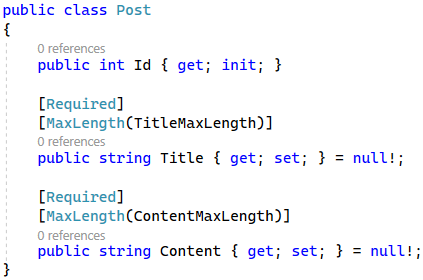 public class Post
{
0 references
public int Id { get; init; }
[Required]
[MaxLength(TitleMaxLength)]
0 references
public string Title { get; set; } = null!;
[Required]
[MaxLength(ContentMaxLength)]
0 references
public string Content { get; set; } = null!;
}